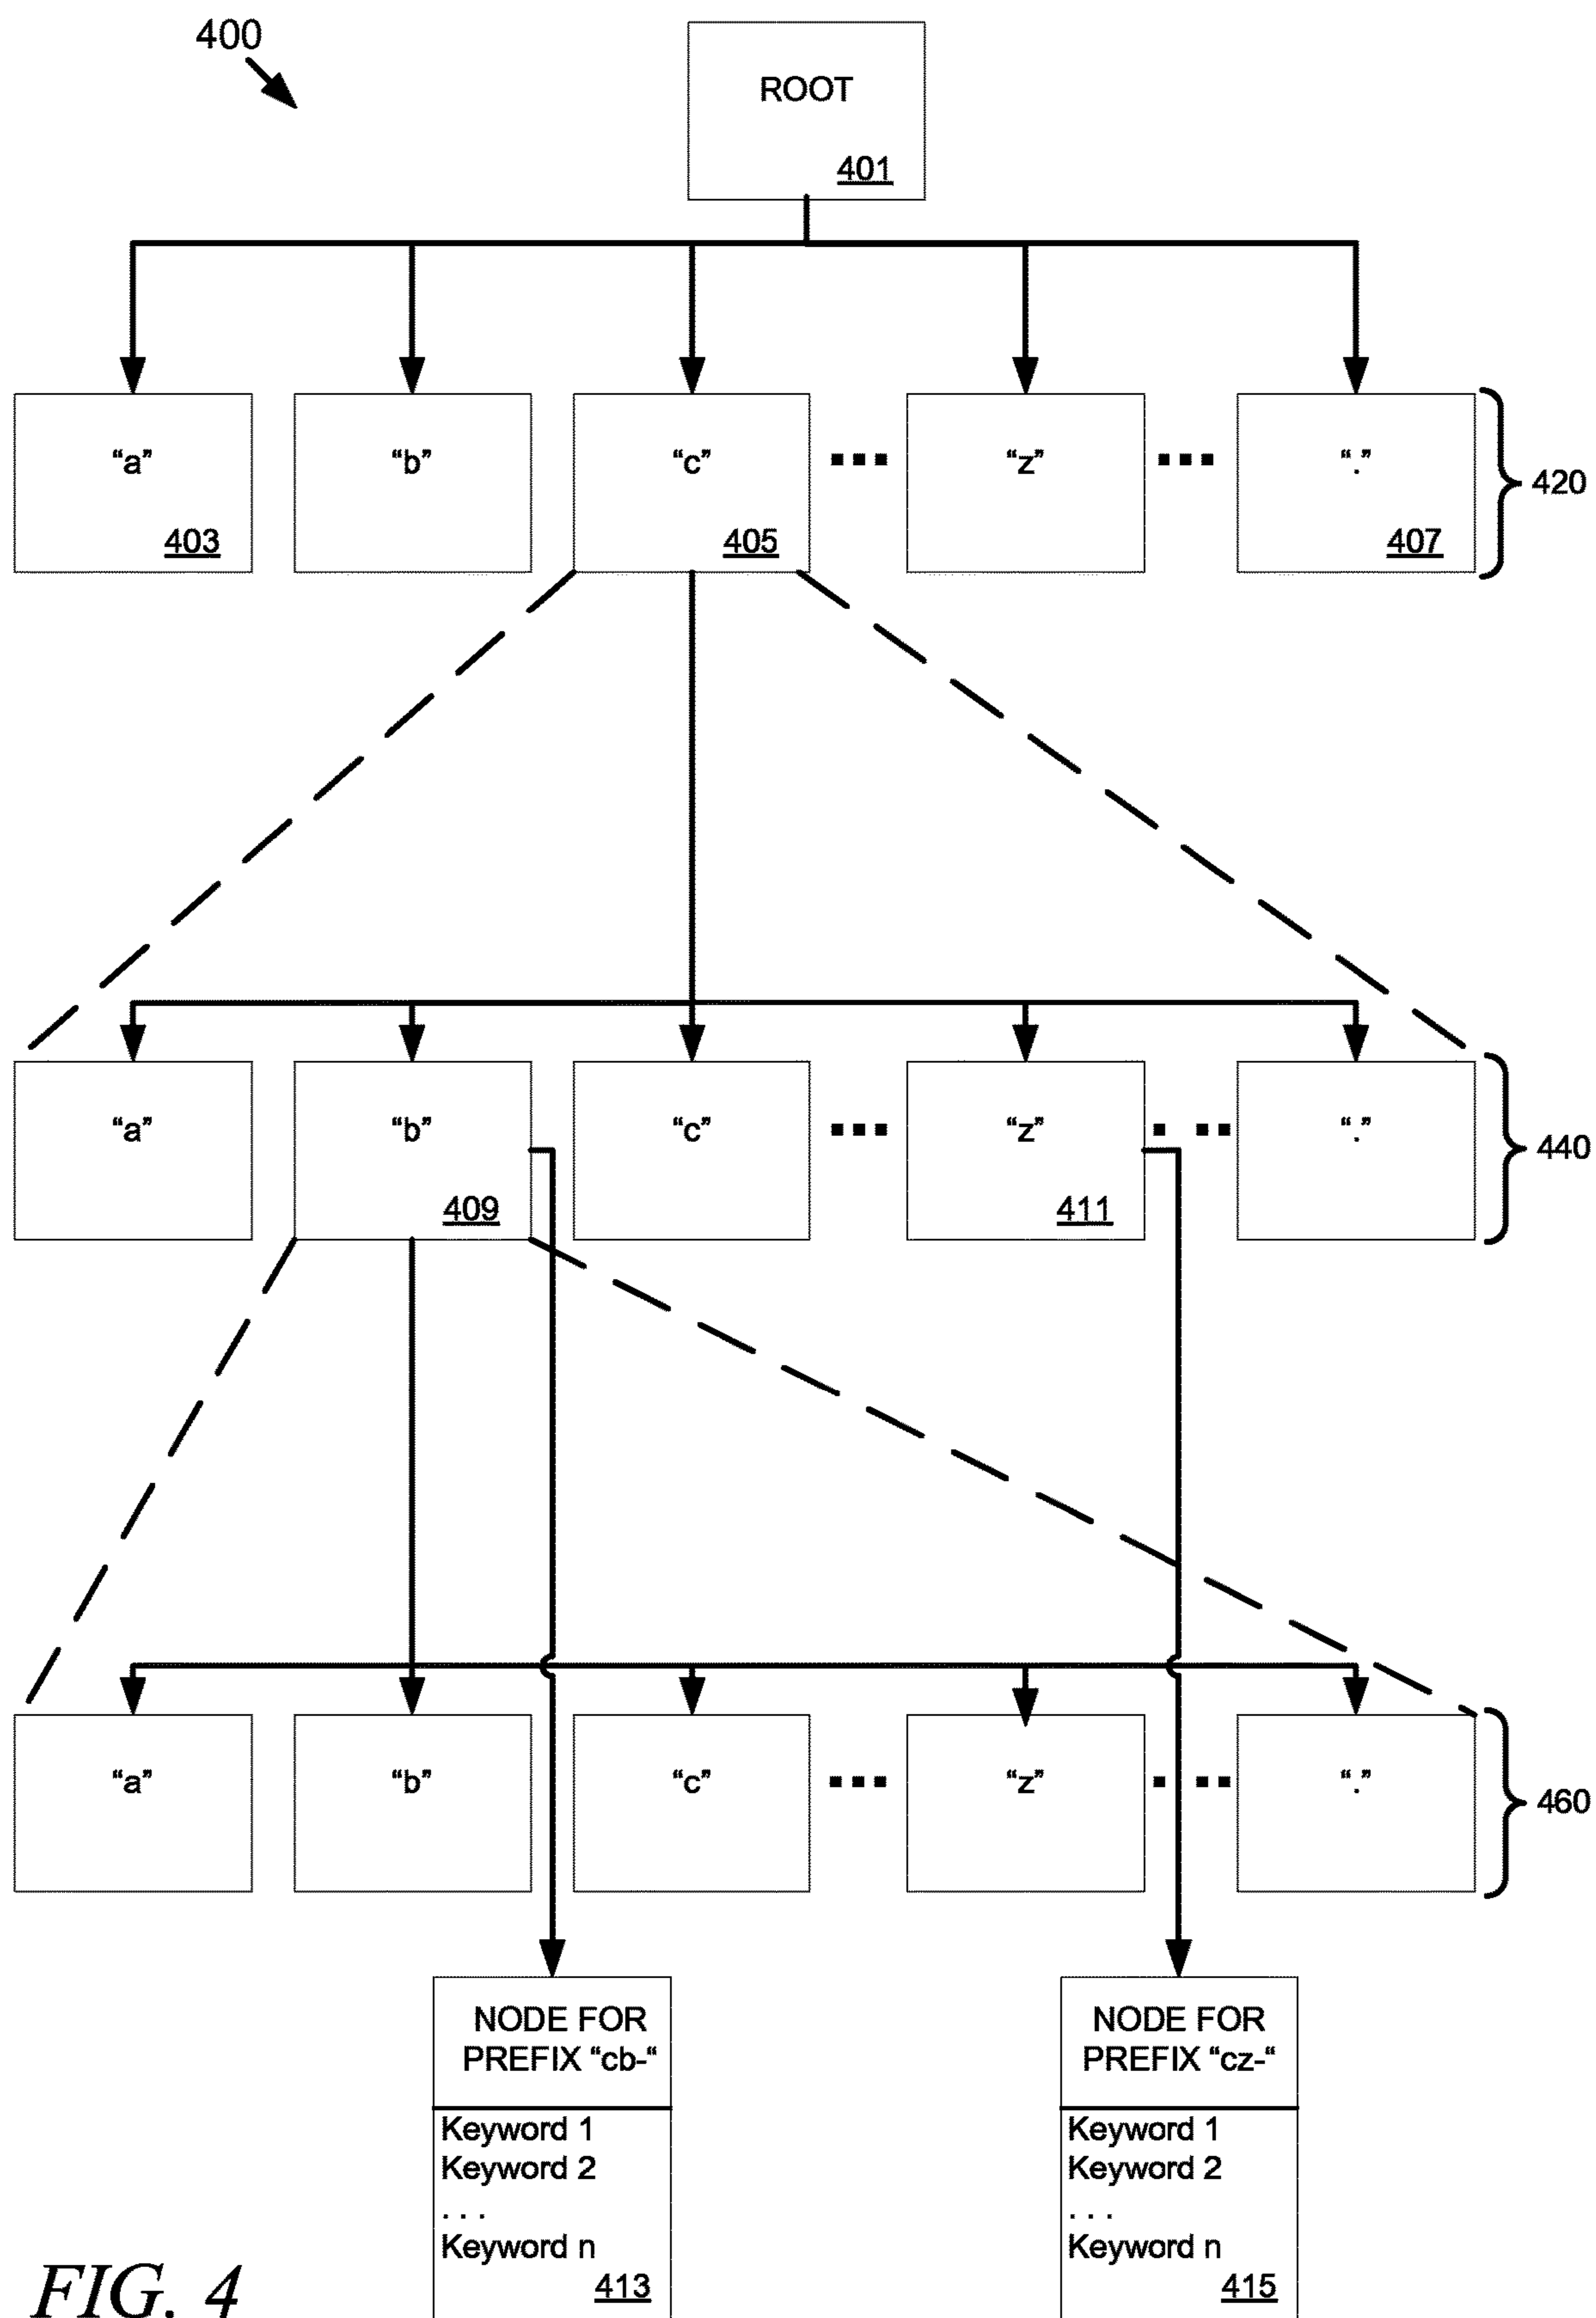 400
ROOT
401
“a” “b” “c” ... “z” ... “.”
403 405 407
420
“a” “b” “c” ... “z” ... “.”
409 411
440
“a” “b” “c” ... “z” ... “.”
460
NODE FOR
PREFIX “cb-“
Keyword 1
Keyword 2
. . .
Keyword n
413
NODE FOR
PREFIX “cz-“
Keyword 1
Keyword 2
. . .
Keyword n
415
FIG. 4